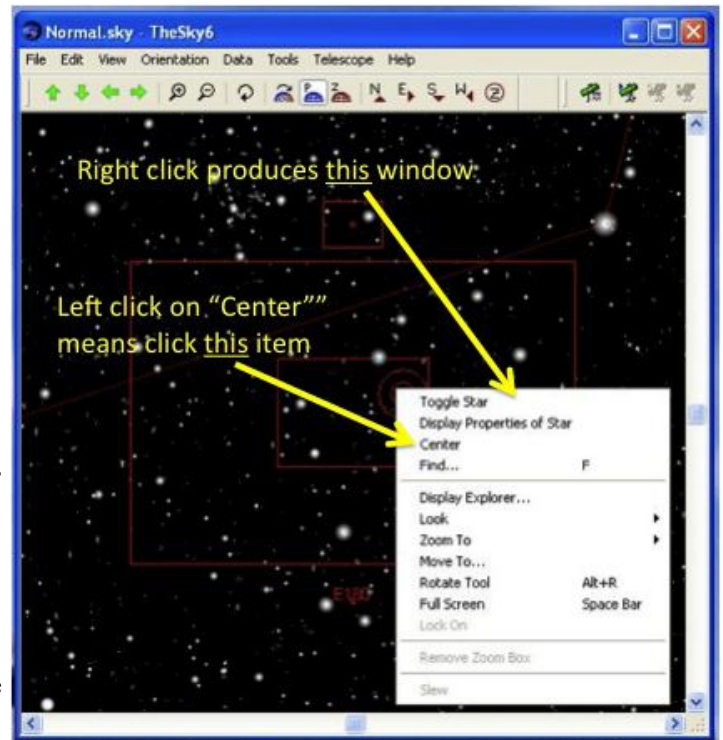 Normal.sky - TheSky6
File Edit View Orientation Data Tools Telescope Help
P Z N E S W Z
Right click produces this window
Left click on “Center””
means click this item
Toggle Star
Display Properties of Star
Center
Find... F
Display Explorer...
Look
Zoom To
Move To...
Rotate Tool Alt+R
Full Screen Space Bar
Lock On
Remove Zoom Box
Slew